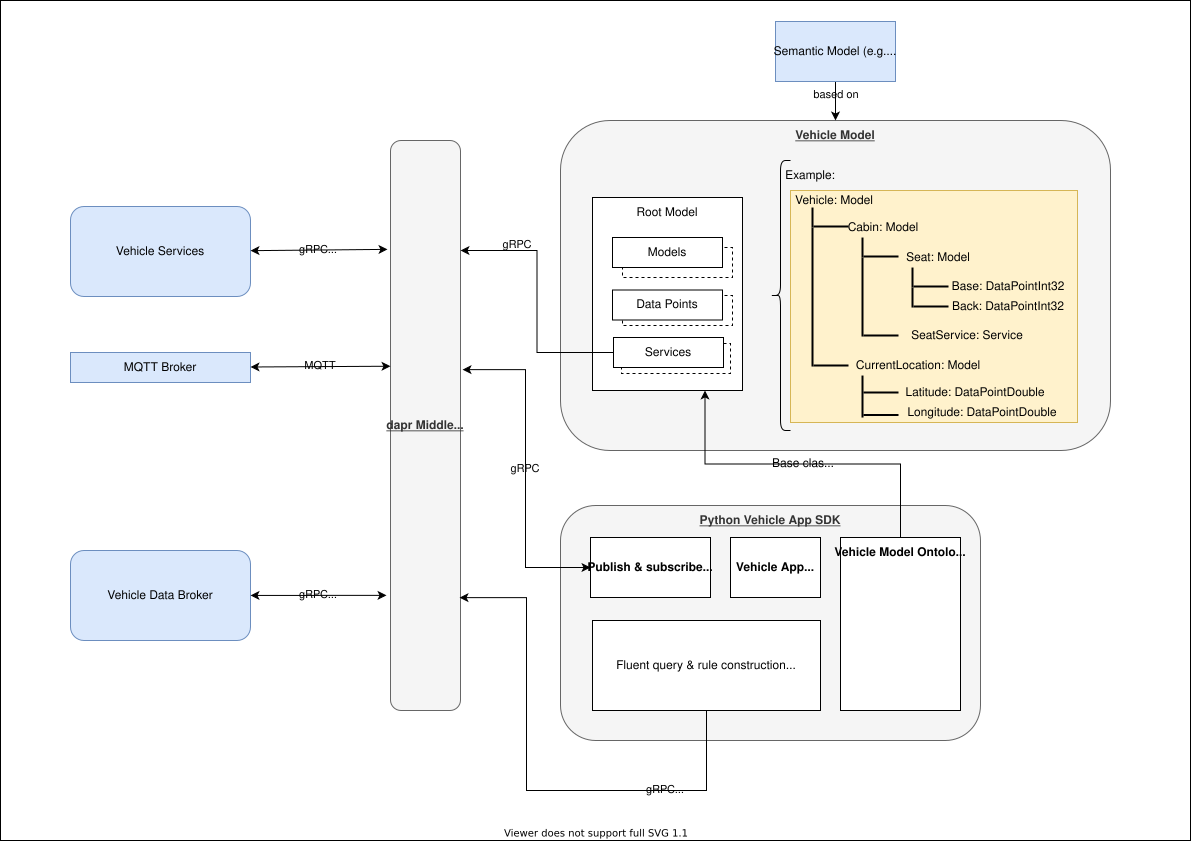 Semantic Model (e.g....
based on
Vehicle Model
Example:
Vehicle: Model
Cabin: Model
Seat: Model
Base: DataPointInt32
Back: DataPointInt32
SeatService: Service
CurrentLocation: Model
Latitude: DataPointDouble
Longitude: DataPointDouble
Root Model
Models
Data Points
Services
gRPC
Vehicle Services
gRPC...
MQTT Broker
MQTT
dapr Middle...
gRPC
Base clas...
Python Vehicle App SDK
Publish & subscribe...
Vehicle App...
Vehicle Model Ontolo...
Vehicle Data Broker
gRPC...
Fluent query & rule construction...
gRPC...
Viewer does not support full SVG 1.1